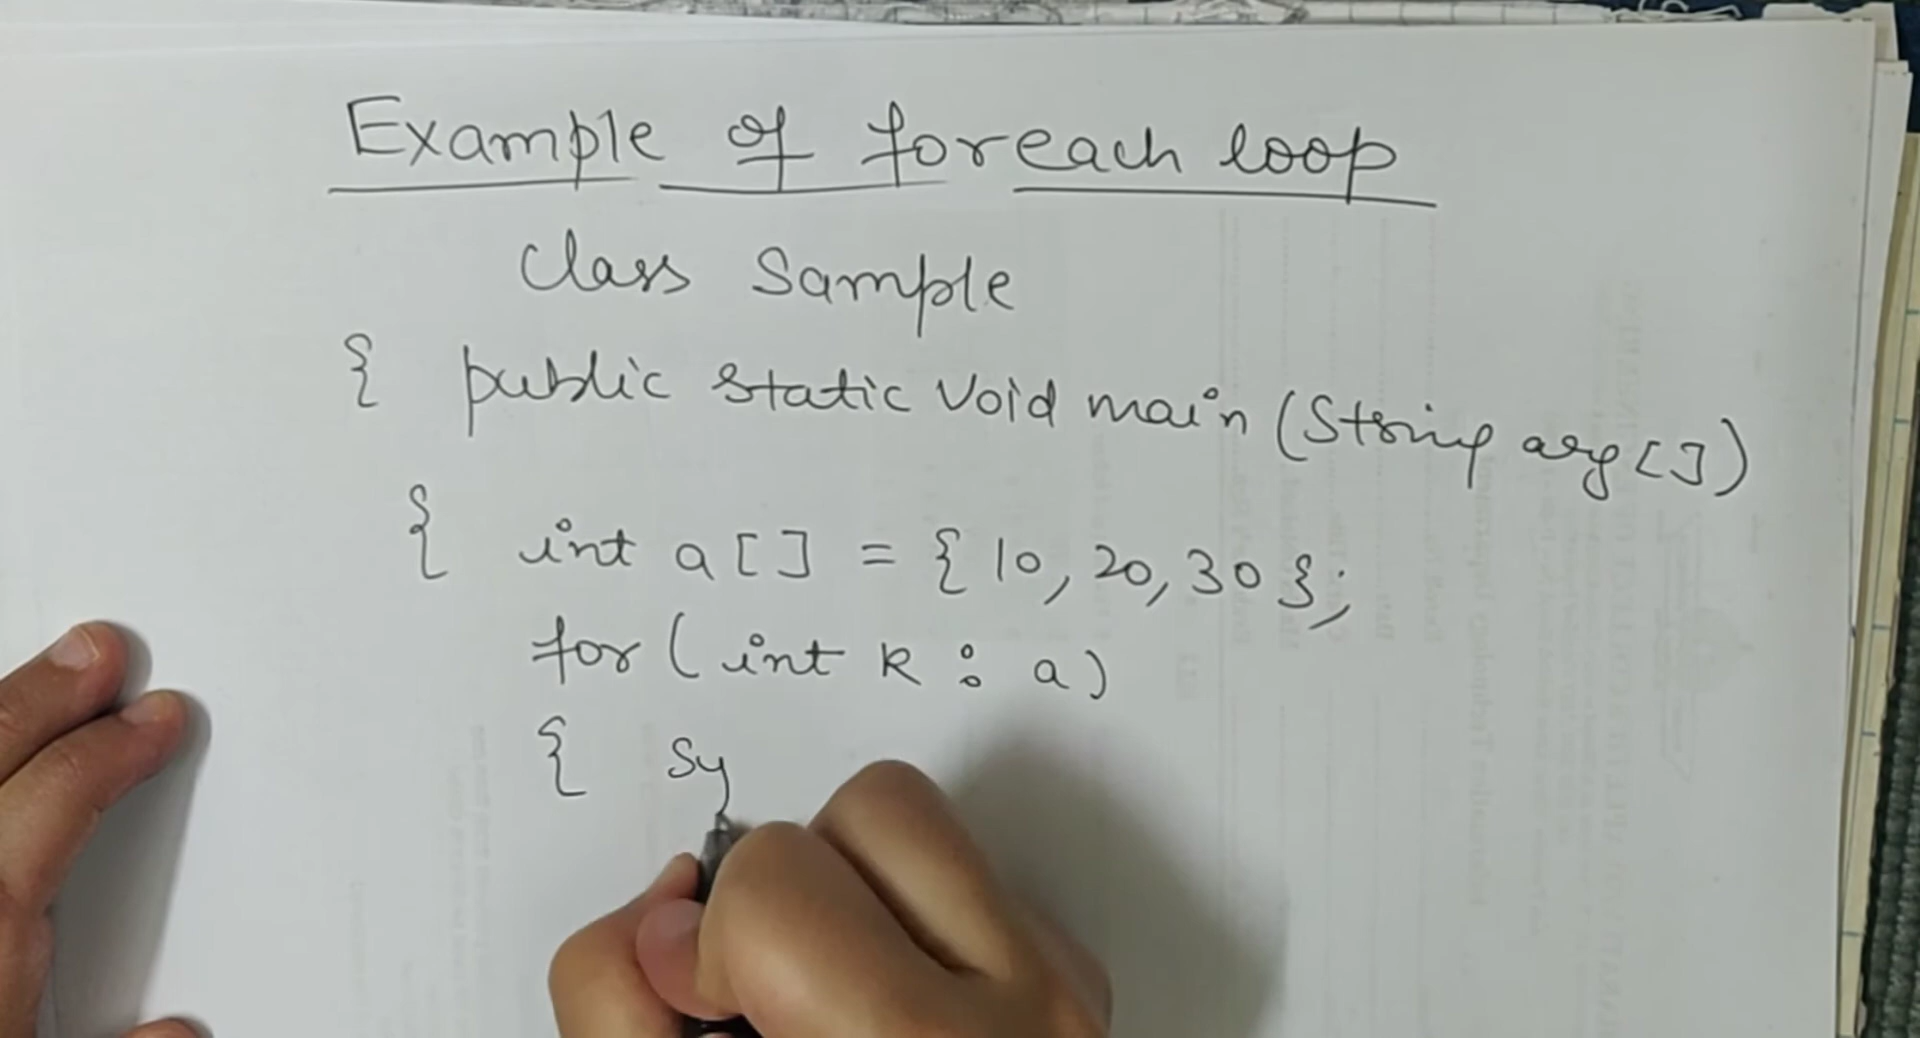 Example of foreach loop
class Sample
{ public static void main (String arg[])
{ int a[] = {10, 20, 30};
for (int k : a)
{ Sy